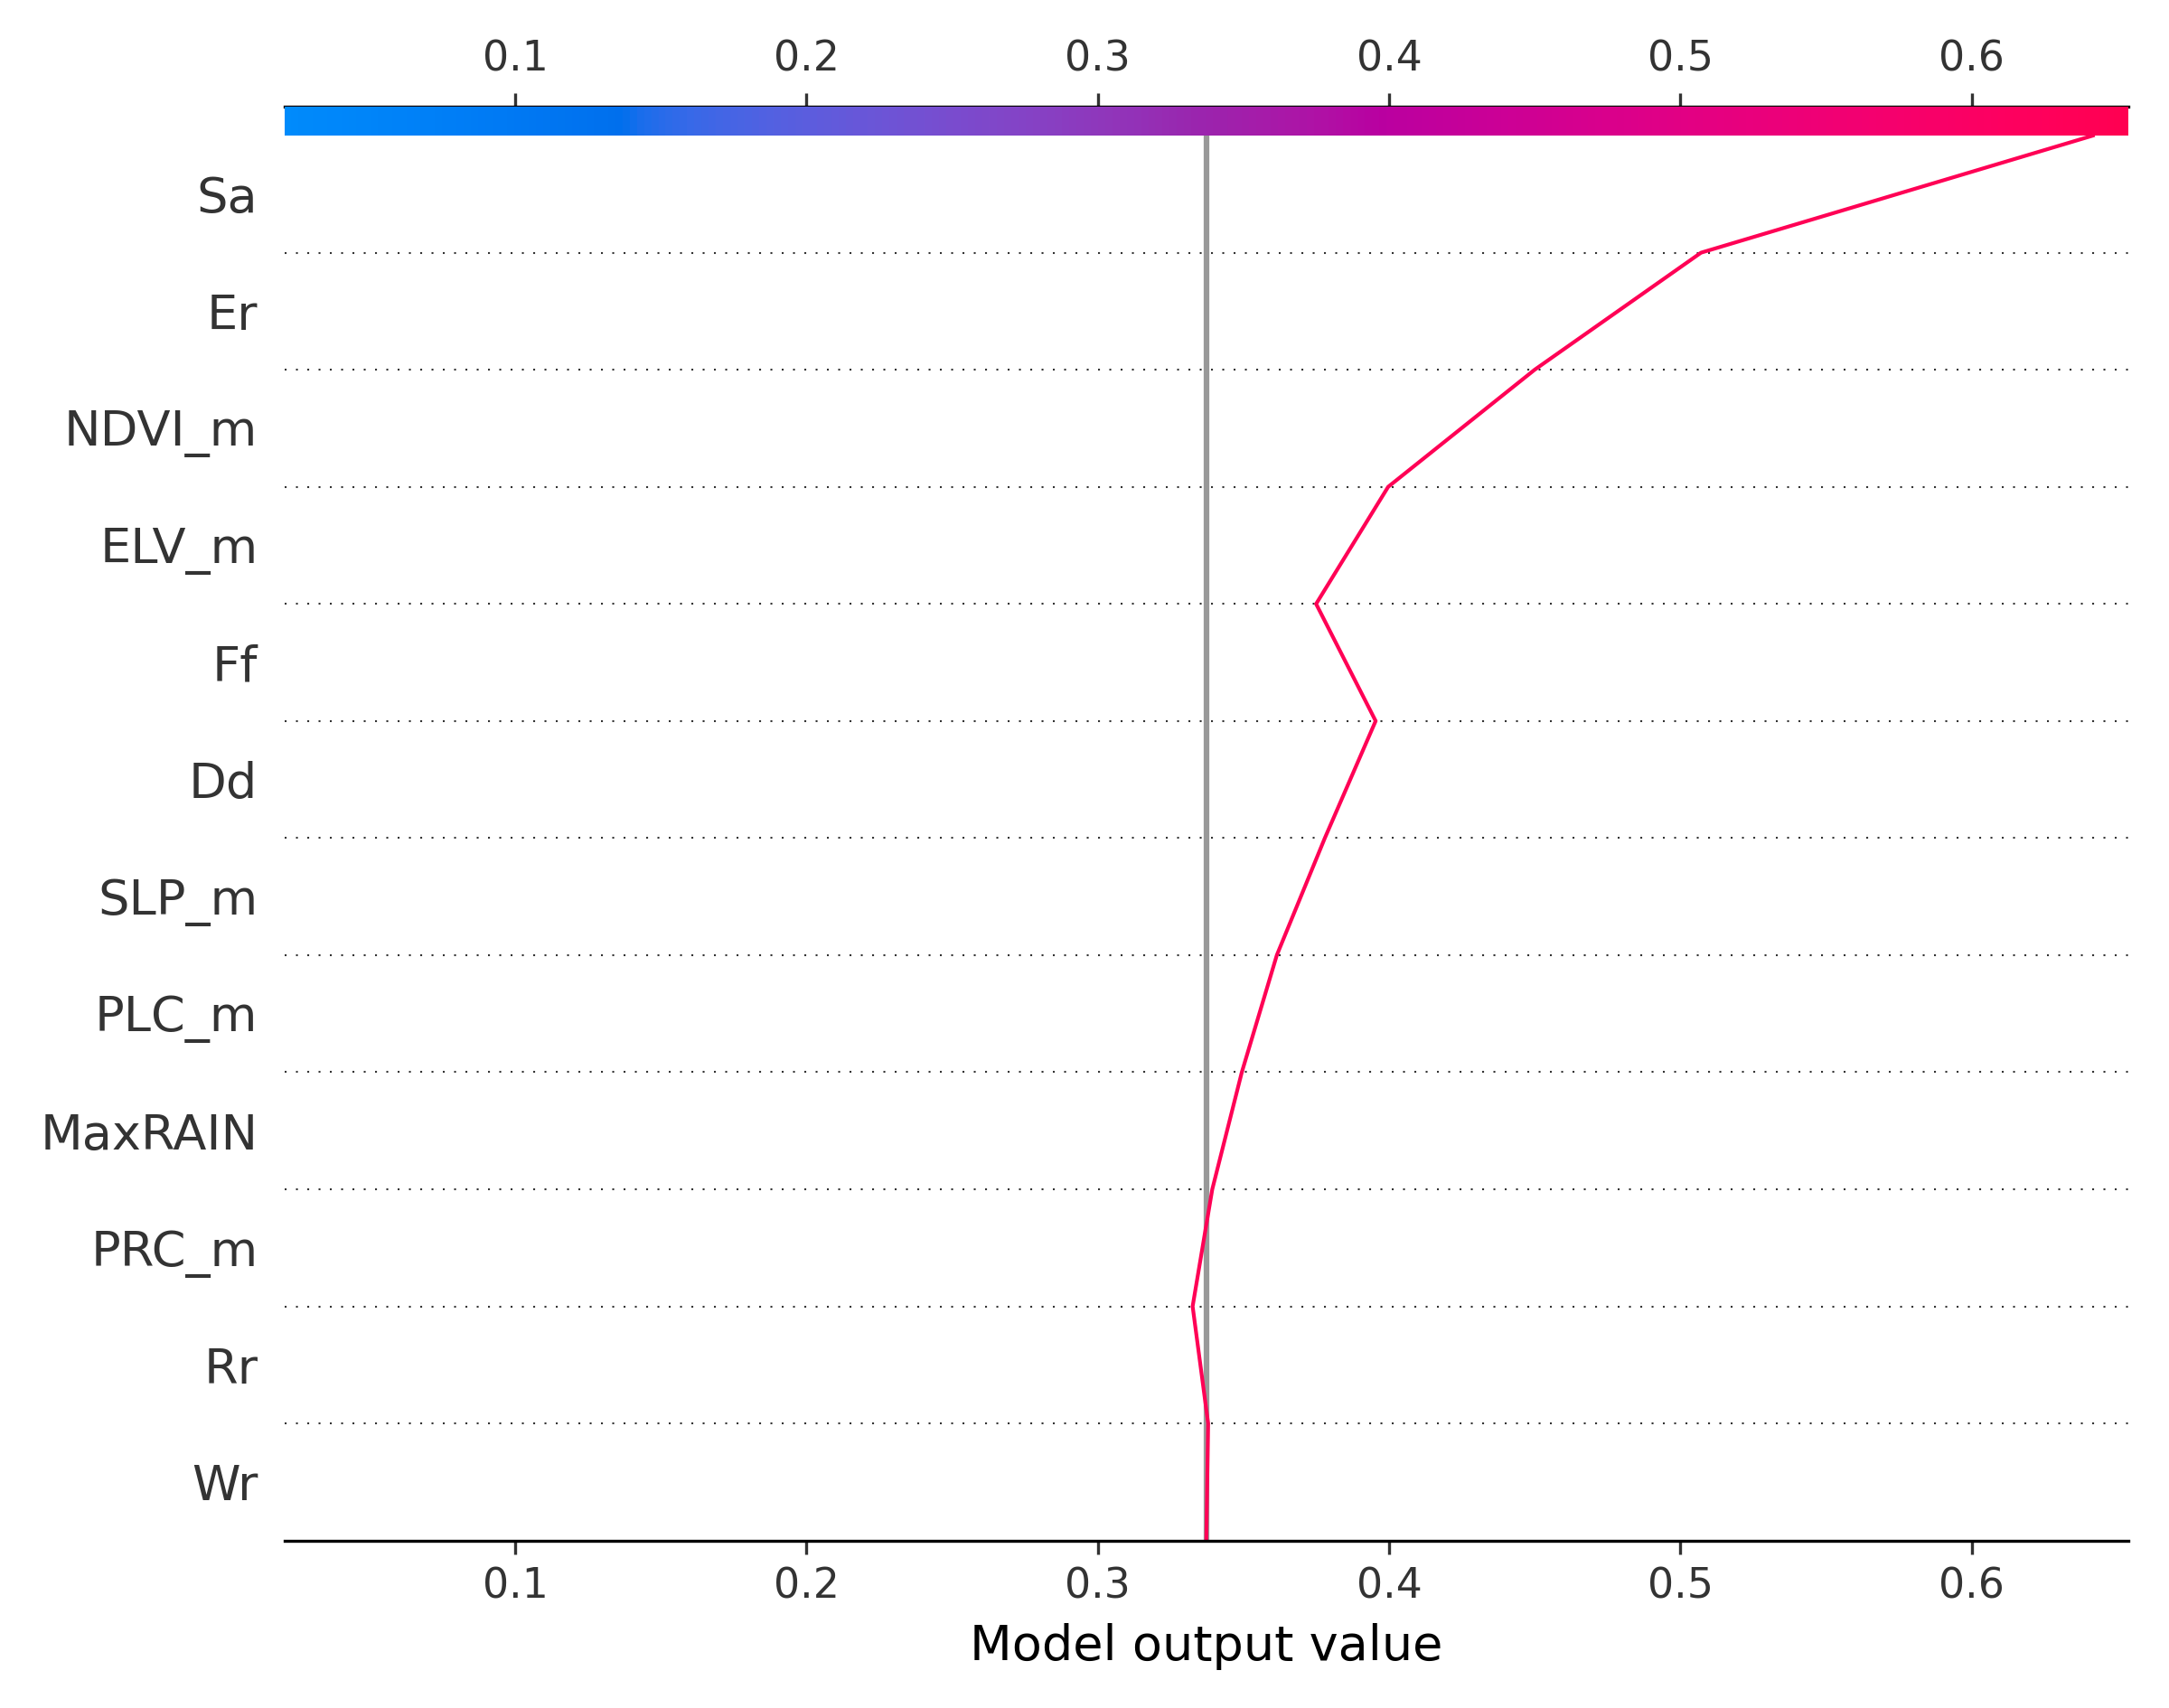 0.1 0.2 0.3 0.4 0.5 0.6
Sa
Er
NDVI_m
ELV_m
Ff
Dd
SLP_m
PLC_m
MaxRAIN
PRC_m
Rr
Wr
0.1 0.2 0.3 0.4 0.5 0.6
Model output value